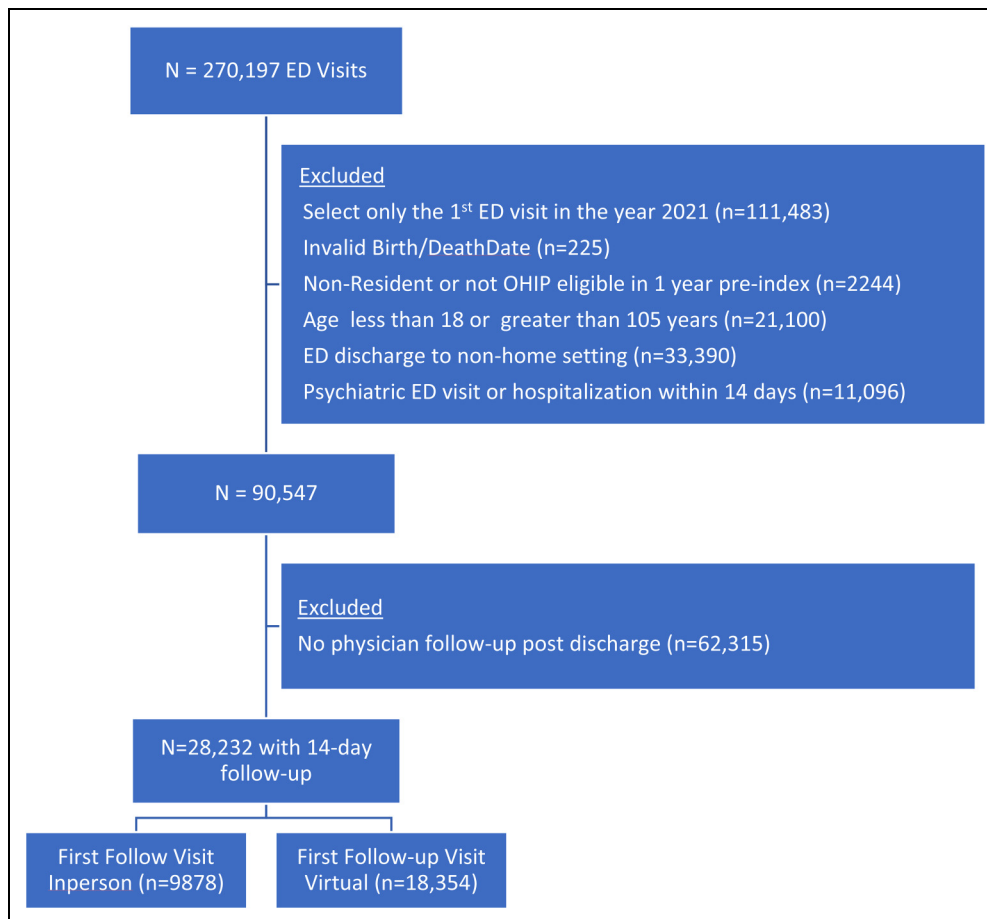 N = 270,197 ED Visits
Excluded
Select only the 1st ED visit in the year 2021 (n=111,483)
Invalid Birth/DeathDate (n=225)
Non-Resident or not OHIP eligible in 1 year pre-index (n=2244)
Age less than 18 or greater than 105 years (n=21,100)
ED discharge to non-home setting (n=33,390)
Psychiatric ED visit or hospitalization within 14 days (n=11,096)
N = 90,547
Excluded
No physician follow-up post discharge (n=62,315)
N=28,232 with 14-day
follow-up
First Follow Visit
Inperson (n=9878)
First Follow-up Visit
Virtual (n=18,354)